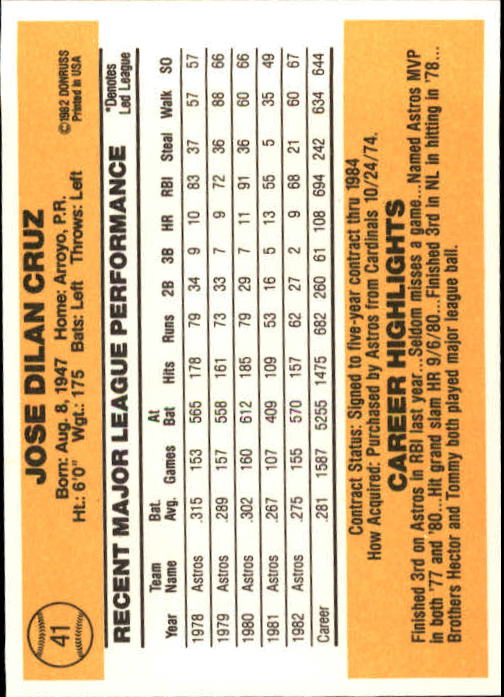 41
JOSE DILAN CRUZ
Born: Aug. 8, 1947 Home: Arroyo, P.R.
Ht.: 6'0" Wgt.: 175 Bats: Left Throws: Left
©1982 DONRUSS
Printed in USA
RECENT MAJOR LEAGUE PERFORMANCE
*Denotes
Led League
Year Team Name Bat. Avg. Games At Bat Hits Runs 2B 3B HR RBI Steal Walk SO
1978 Astros .315 153 565 178 79 34 9 10 83 37 57 57
1979 Astros .289 157 558 161 73 33 7 9 72 36 88 66
1980 Astros .302 160 612 185 79 29 7 11 91 36 60 66
1981 Astros .267 107 409 109 53 16 5 13 55 5 35 49
1982 Astros .275 155 570 157 62 27 2 9 68 21 60 67
Career .281 1587 5255 1475 682 260 61 108 694 242 634 644
Contract Status: Signed to five-year contract thru 1984
How Acquired: Purchased by Astros from Cardinals 10/24/74.
CAREER HIGHLIGHTS
Finished 3rd on Astros in RBI last year...Seldom misses a game...Named Astros MVP
in both '77 and '80...Hit grand slam HR 9/6/80...Finished 3rd in NL in hitting in '78...
Brothers Hector and Tommy both played major league ball.